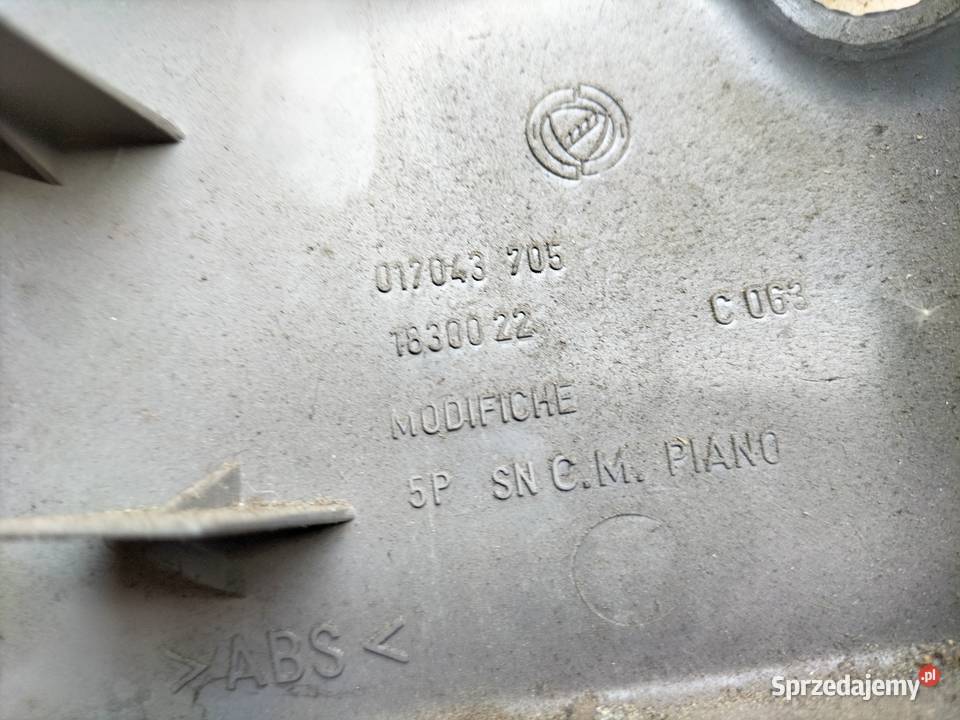 017043 705
1830022 C 063
MODIFICHE
5P SN C.M. PIANO
>ABS<
Sprzedajemy.pl